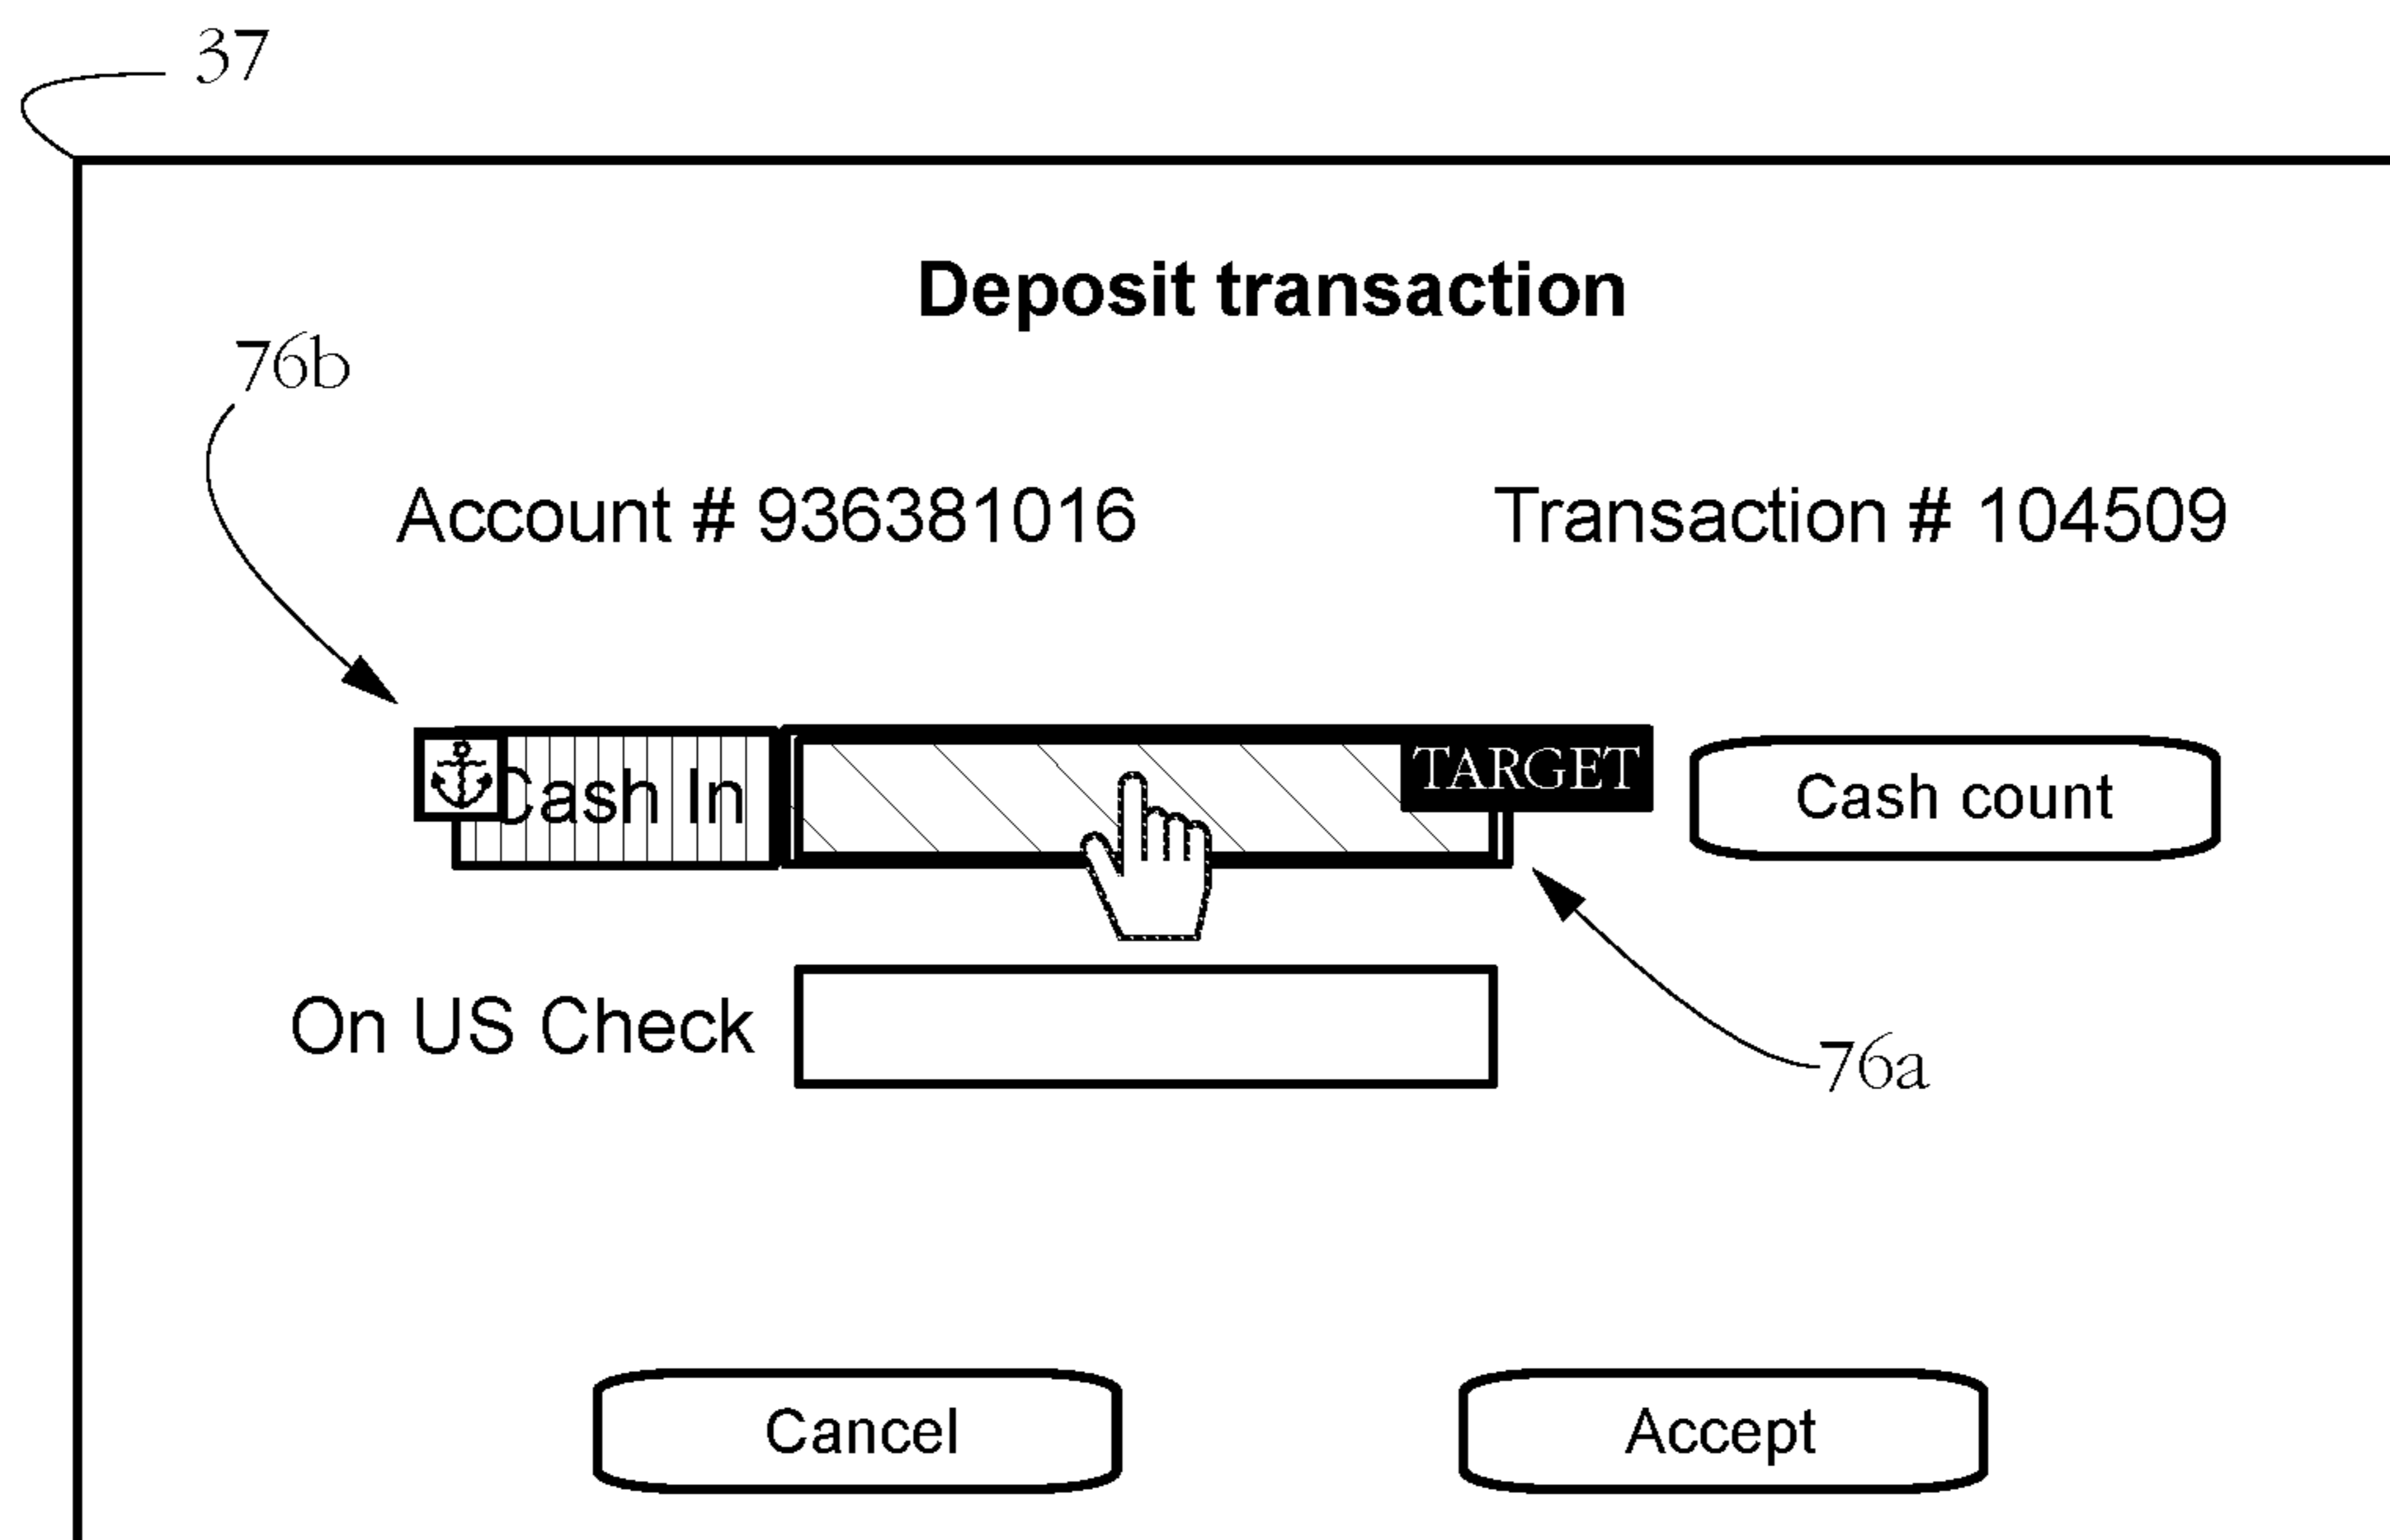 37
Deposit transaction
76b
Account # 936381016 Transaction # 104509
Cash In TARGET Cash count
On US Check
76a
Cancel Accept